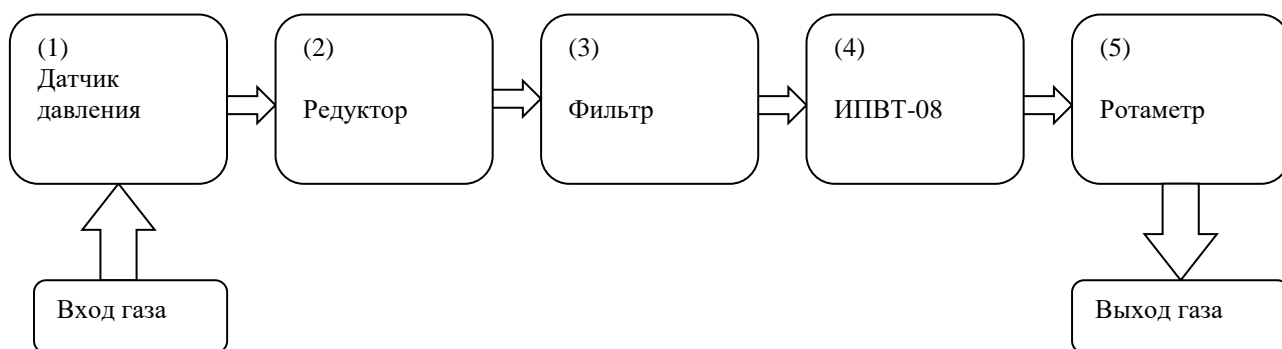 (1)
Датчик
давления
(2)
Редуктор
(3)
Фильтр
(4)
ИПВТ-08
(5)
Ротаметр
Вход газа
Выход газа